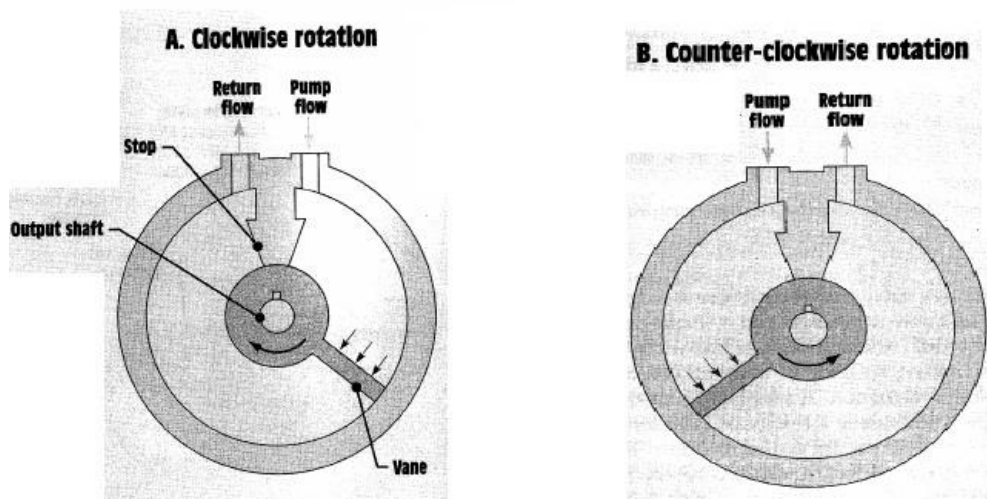 A. Clockwise rotation
Return
flow
Pump
flow
Stop
Output shaft
Vane
B. Counter-clockwise rotation
Pump
flow
Return
flow